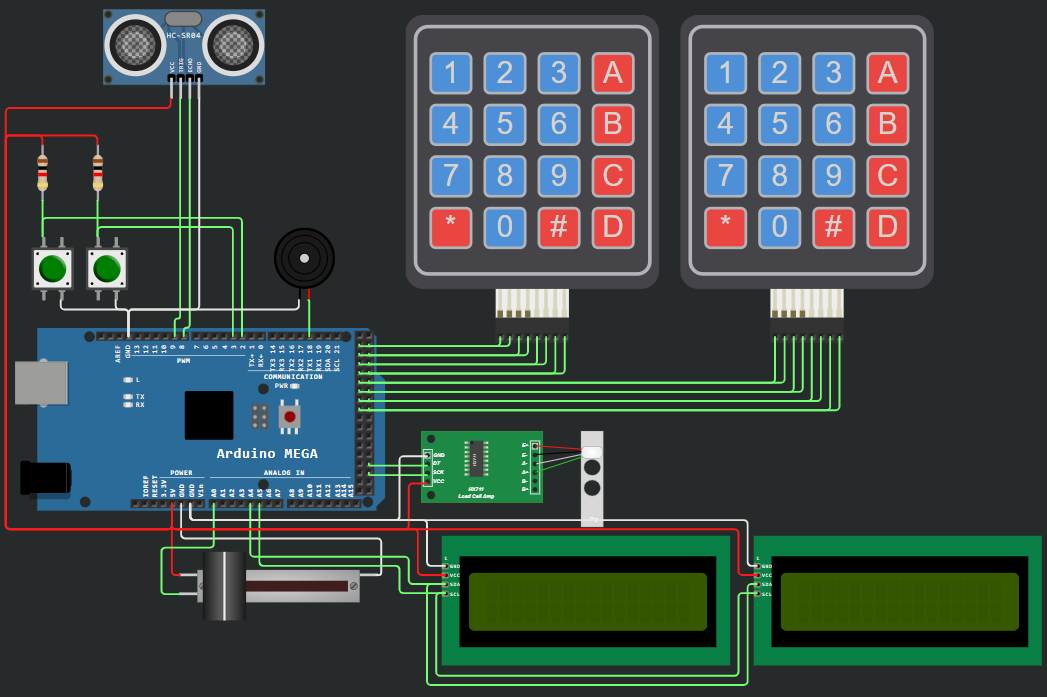 HC-SR04
VCC
TRIG
ECHO
GND
1 2 3 A
4 5 6 B
7 8 9 C
* 0 # D
1 2 3 A
4 5 6 B
7 8 9 C
* 0 # D
AREF
GND
13
12
11
10
9
8
7
6
5
4
3
2
TX→ 1
RX← 0
TX3 14
RX3 15
TX2 16
RX2 17
TX1 18
RX1 19
SDA 20
SCL 21
PWM
COMMUNICATION
PWR
L
TX
RX
Arduino MEGA
POWER
ANALOG IN
IOREF
RESET
3.3V
5V
GND
GND
Vin
A0
A1
A2
A3
A4
A5
A6
A7
A8
A9
A10
A11
A12
A13
A14
A15
GND
DT
SCK
VCC
HX711
E+
E-
A-
A+
B-
B+
HX711
Load Cell Amp
1
GND
VCC
SDA
SCL
1
GND
VCC
SDA
SCL